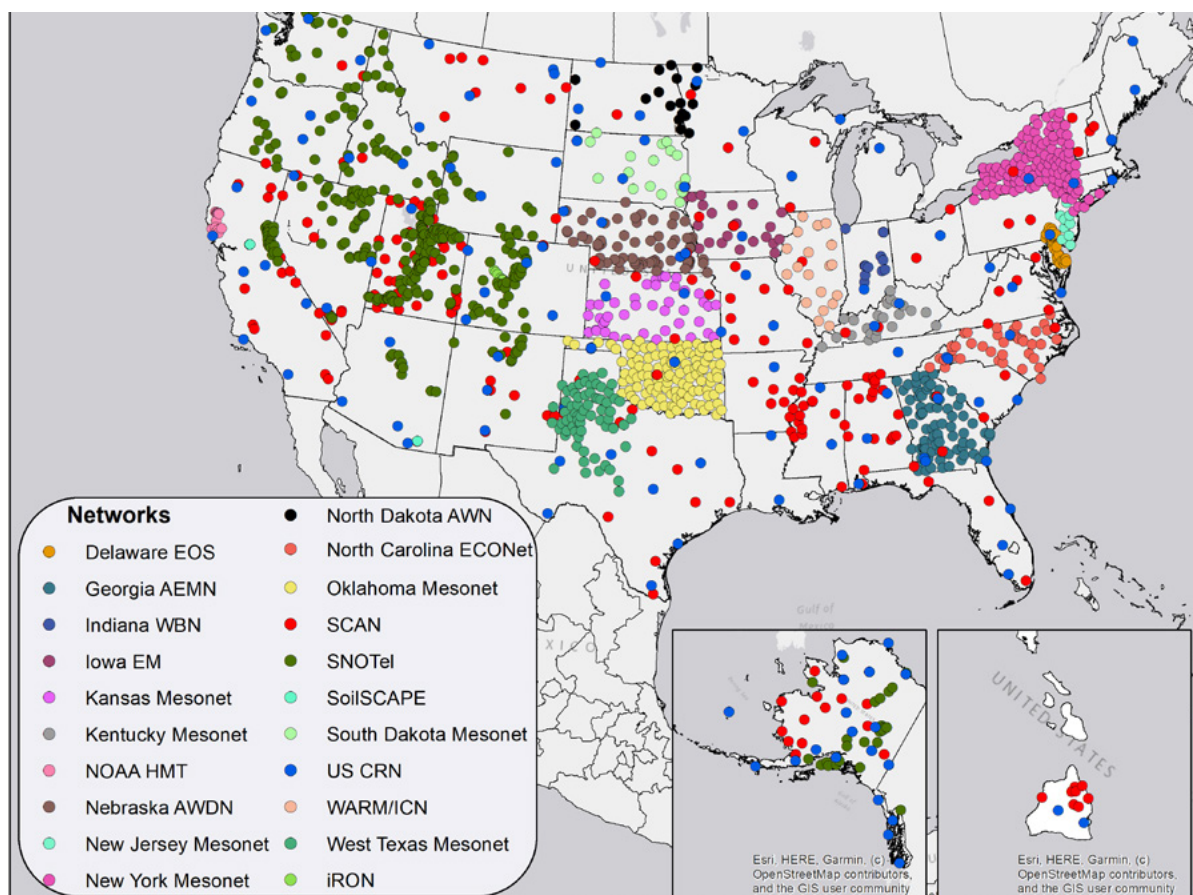 UNITED
Gulf of
Mexico
MEXICO
Networks
Delaware EOS
Georgia AEMN
Indiana WBN
Iowa EM
Kansas Mesonet
Kentucky Mesonet
NOAA HMT
Nebraska AWDN
New Jersey Mesonet
New York Mesonet
North Dakota AWN
North Carolina ECONet
Oklahoma Mesonet
SCAN
SNOTel
SoilSCAPE
South Dakota Mesonet
US CRN
WARM/ICN
West Texas Mesonet
iRON
Esri, HERE, Garmin, (c)
OpenStreetMap contributors,
and the GIS user community
UNITED STATES
Esri, HERE, Garmin, (c)
OpenStreetMap contributors,
and the GIS user community